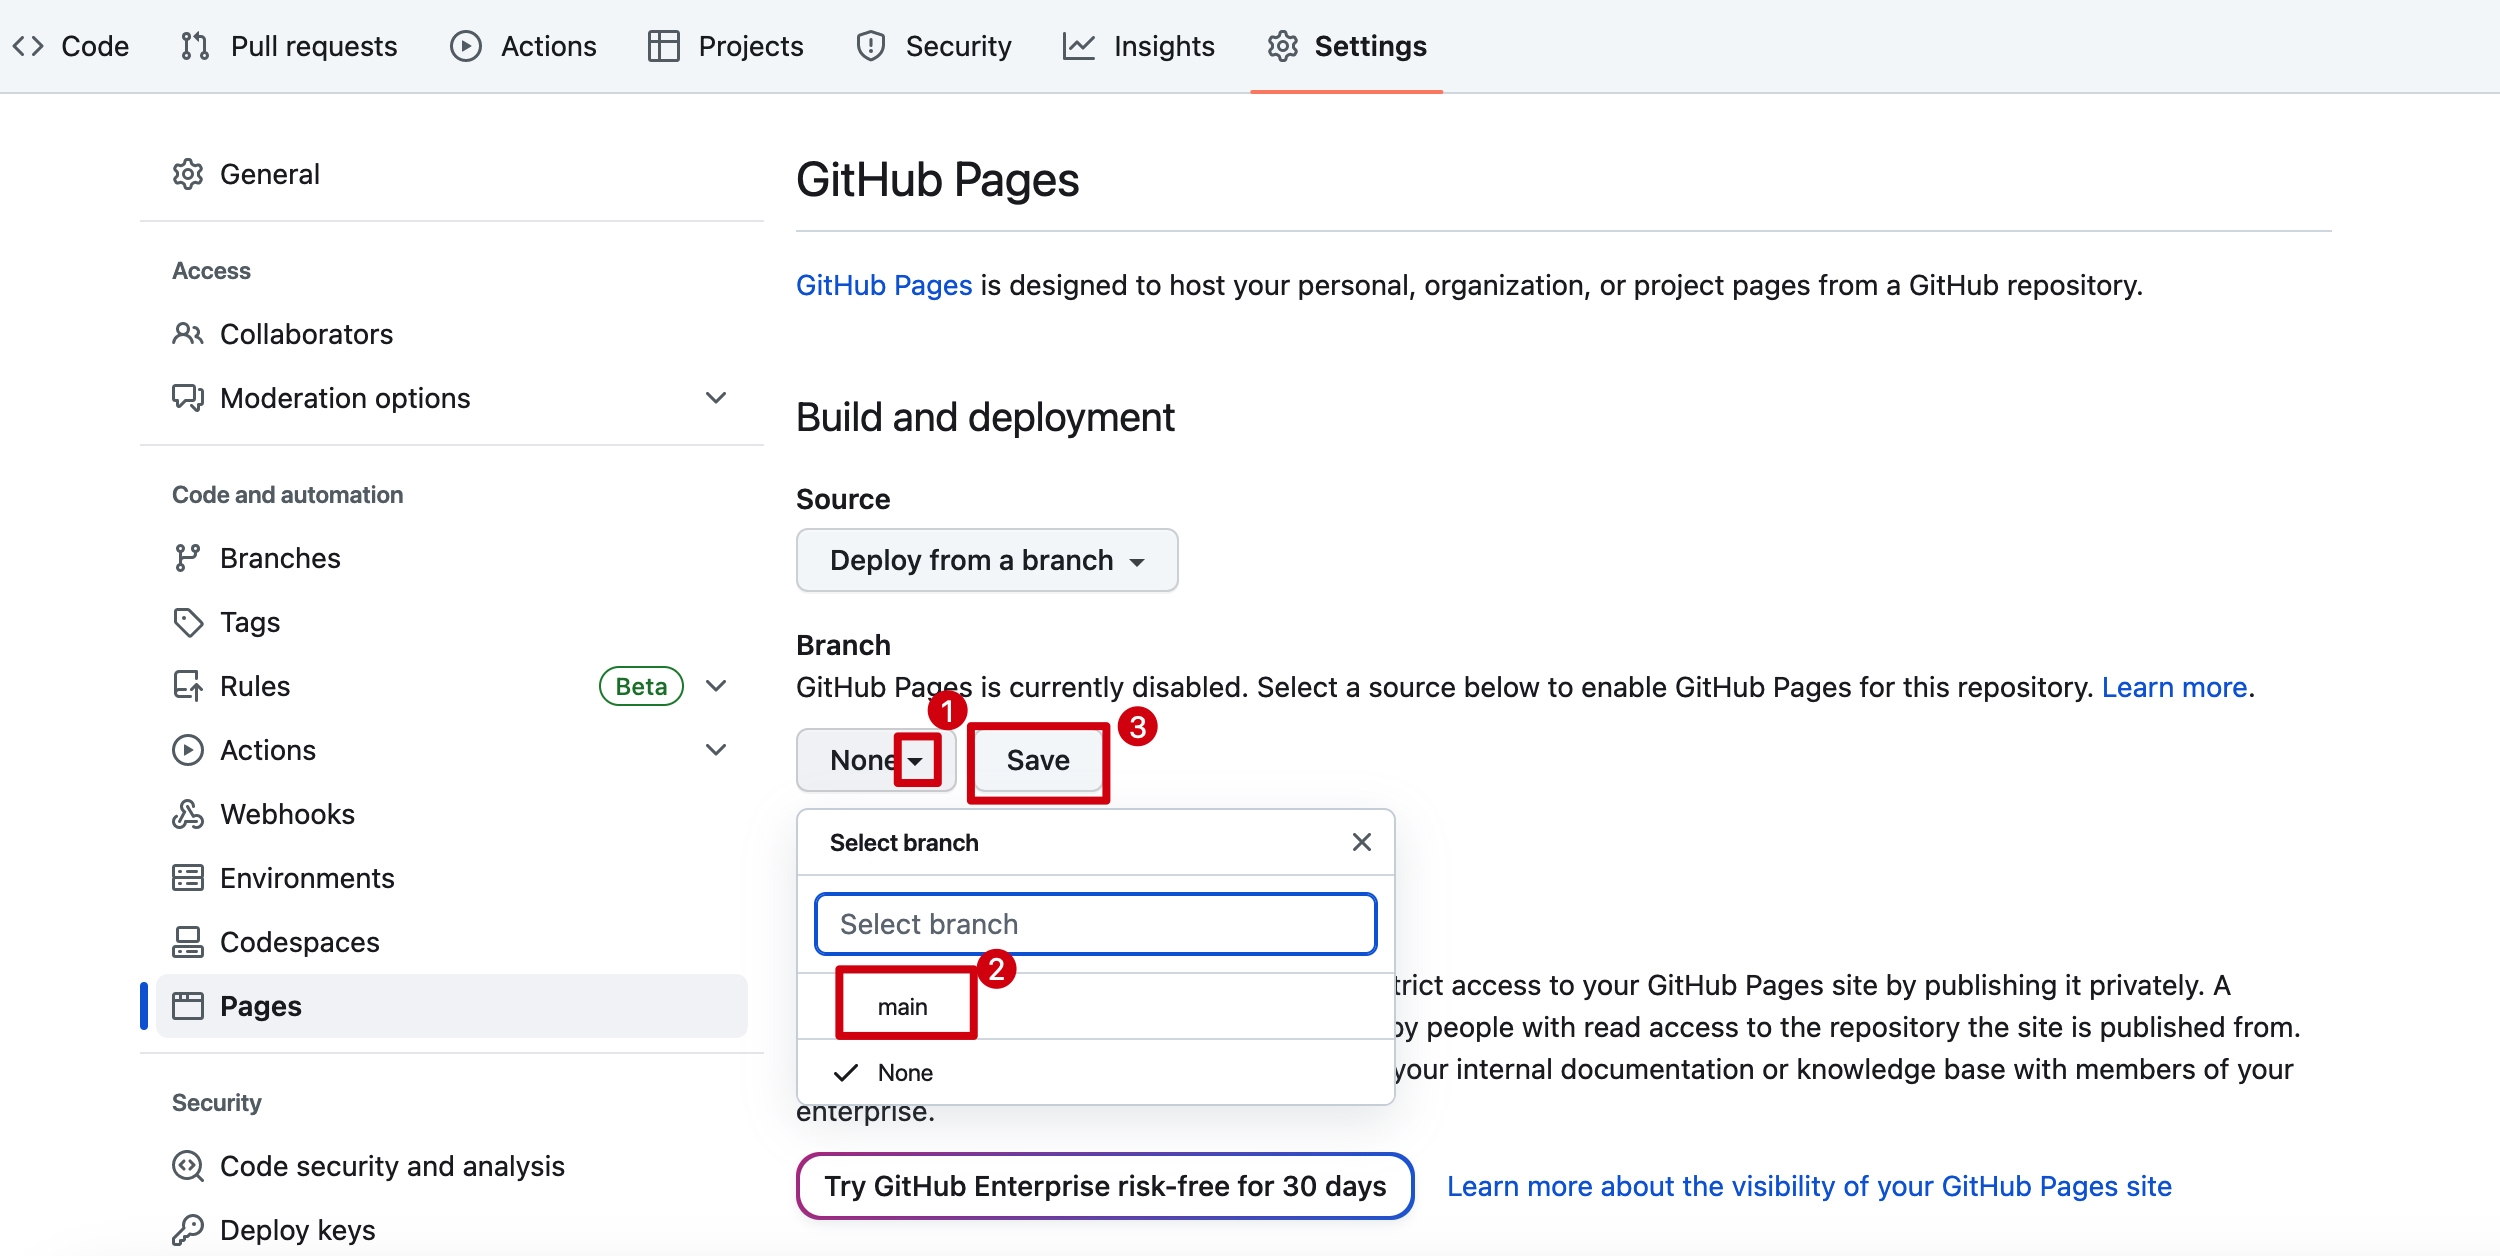 Code Pull requests Actions Projects Security Insights Settings
General
Access
Collaborators
Moderation options
Code and automation
Branches
Tags
Rules Beta
Actions
Webhooks
Environments
Codespaces
Pages
Security
Code security and analysis
Deploy keys
GitHub Pages
GitHub Pages is designed to host your personal, organization, or project pages from a GitHub repository.
Build and deployment
Source
Deploy from a branch
Branch
GitHub Pages is currently disabled. Select a source below to enable GitHub Pages for this repository. Learn more.
1
None Save 3
Select branch
Select branch
2
main
None
trict access to your GitHub Pages site by publishing it privately. A
by people with read access to the repository the site is published from.
your internal documentation or knowledge base with members of your
enterprise.
Try GitHub Enterprise risk-free for 30 days Learn more about the visibility of your GitHub Pages site